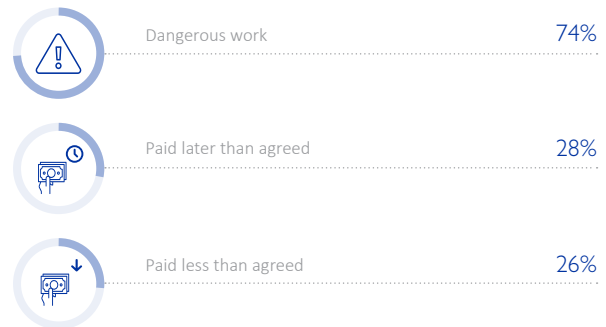 Dangerous work 74%
Paid later than agreed 28%
Paid less than agreed 26%